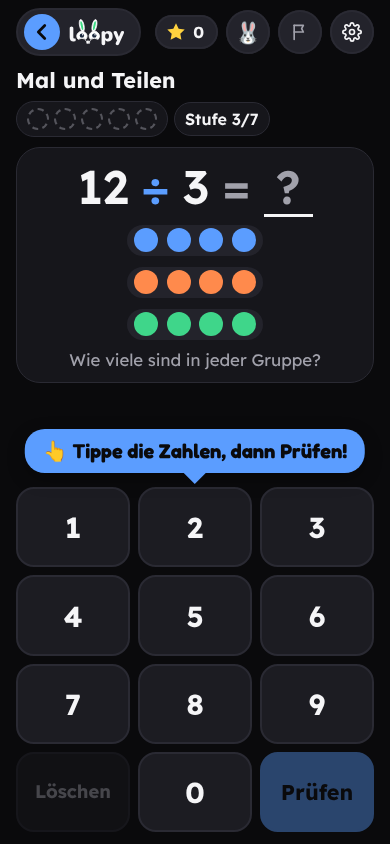 loopy
0
Mal und Teilen
Stufe 3/7
12 ÷ 3 = ?
Wie viele sind in jeder Gruppe?
👆 Tippe die Zahlen, dann Prüfen!
1 2 3
4 5 6
7 8 9
Löschen 0 Prüfen